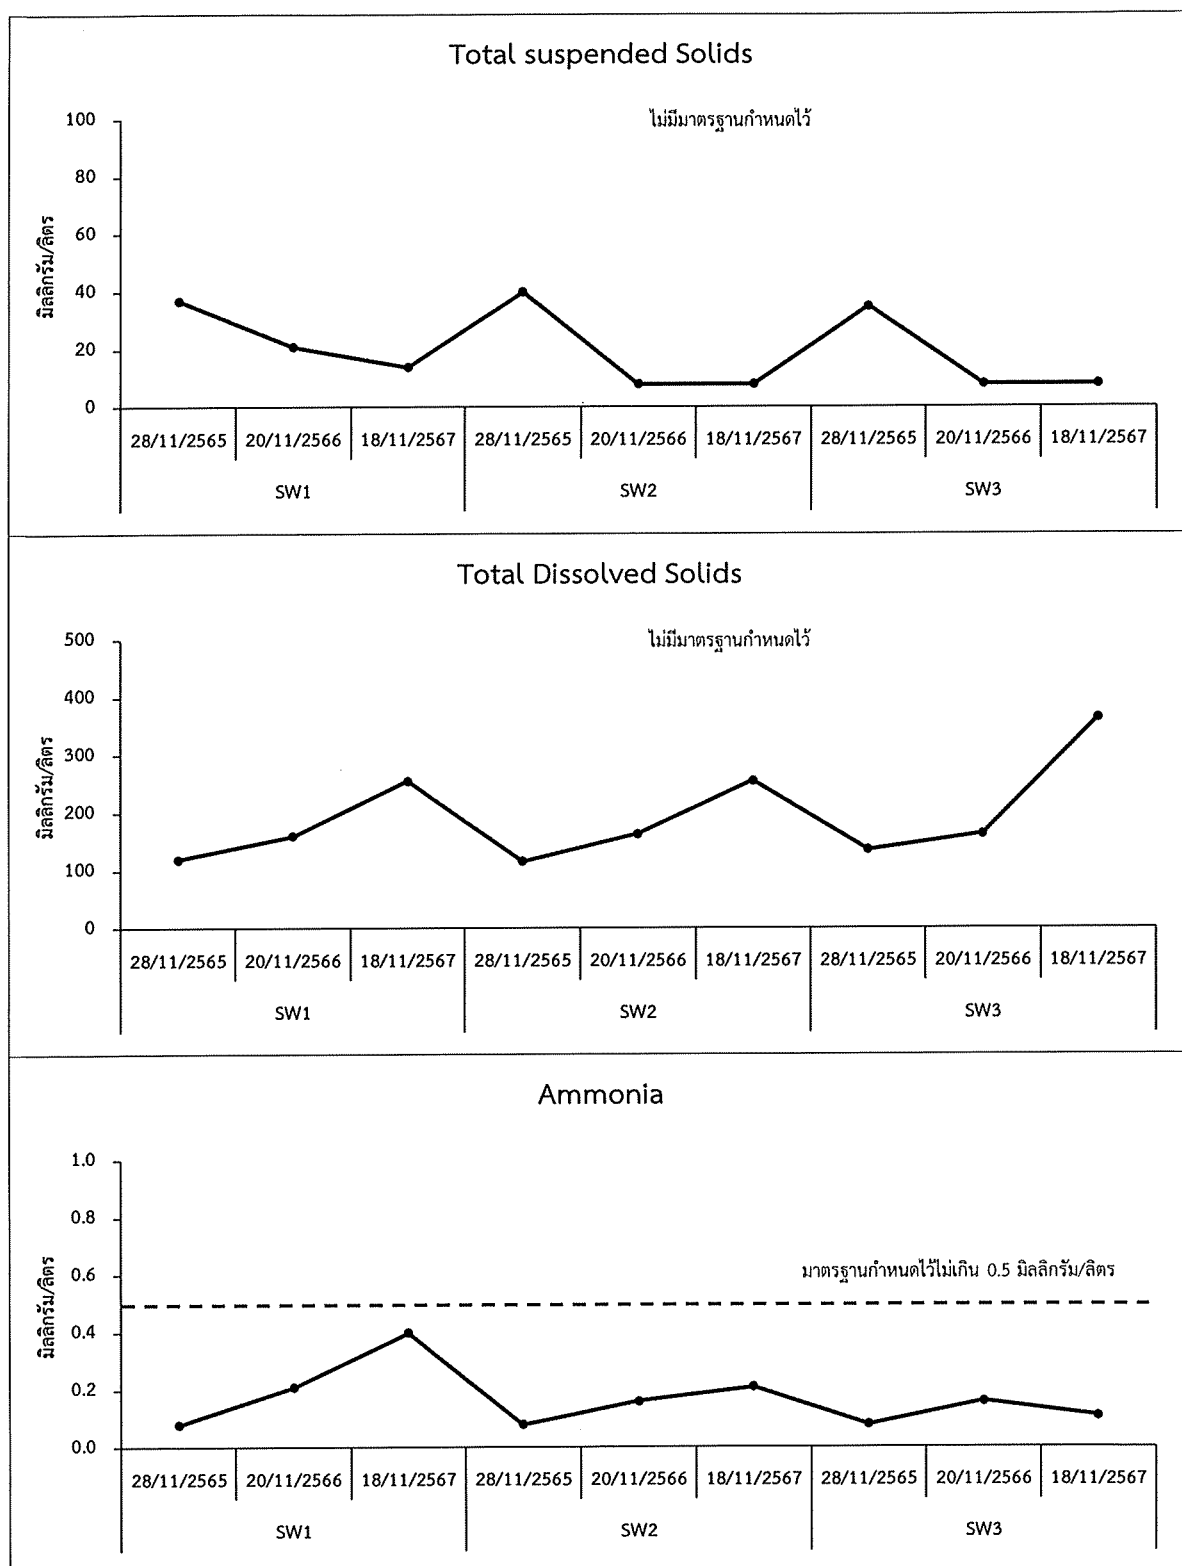 Total suspended Solids
ไม่มีมาตรฐานกำหนดไว้
มิลลิกรัม/ลิตร
100
80
60
40
20
0
28/11/2565 20/11/2566 18/11/2567 28/11/2565 20/11/2566 18/11/2567 28/11/2565 20/11/2566 18/11/2567
SW1 SW2 SW3
Total Dissolved Solids
ไม่มีมาตรฐานกำหนดไว้
มิลลิกรัม/ลิตร
500
400
300
200
100
0
28/11/2565 20/11/2566 18/11/2567 28/11/2565 20/11/2566 18/11/2567 28/11/2565 20/11/2566 18/11/2567
SW1 SW2 SW3
Ammonia
มิลลิกรัม/ลิตร
1.0
0.8
0.6
มาตรฐานกำหนดไว้ไม่เกิน 0.5 มิลลิกรัม/ลิตร
0.4
0.2
0.0
28/11/2565 20/11/2566 18/11/2567 28/11/2565 20/11/2566 18/11/2567 28/11/2565 20/11/2566 18/11/2567
SW1 SW2 SW3